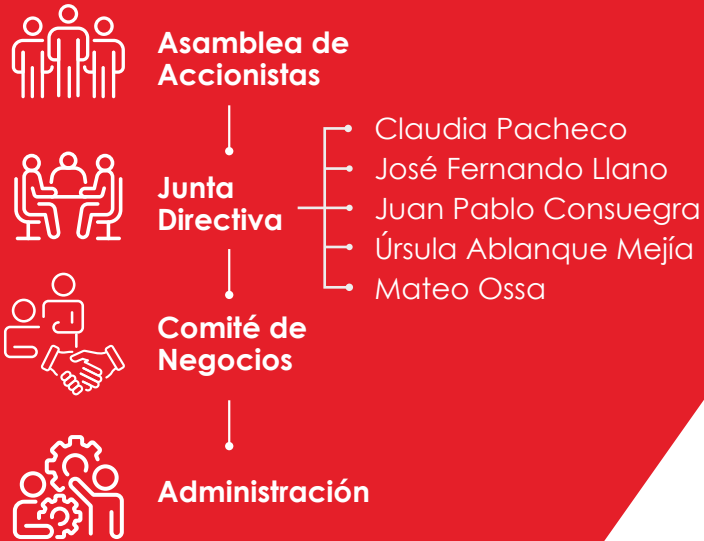 Asamblea de
Accionistas
Junta
Directiva
Claudia Pacheco
José Fernando Llano
Juan Pablo Consuegra
Úrsula Ablanque Mejía
Mateo Ossa
Comité de
Negocios
Administración